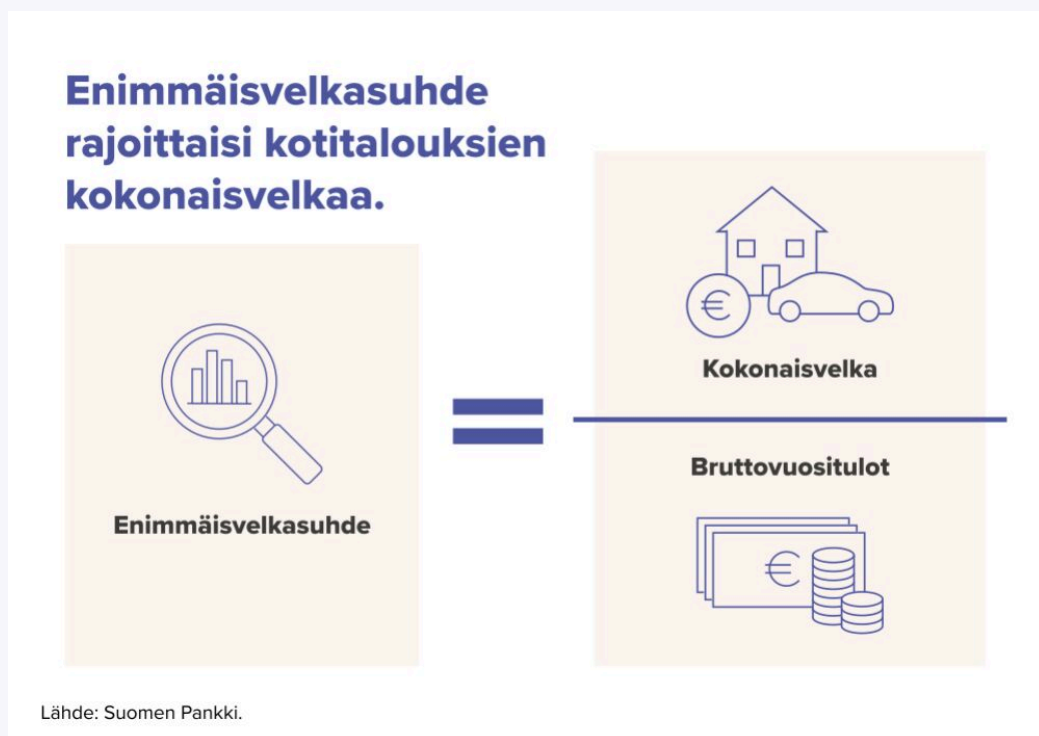 Enimmäisvelkasuhde
rajoittaisi kotitalouksien
kokonaisvelkaa.
Enimmäisvelkasuhde
€
Kokonaisvelka
Bruttovuositulot
€
Lähde: Suomen Pankki.